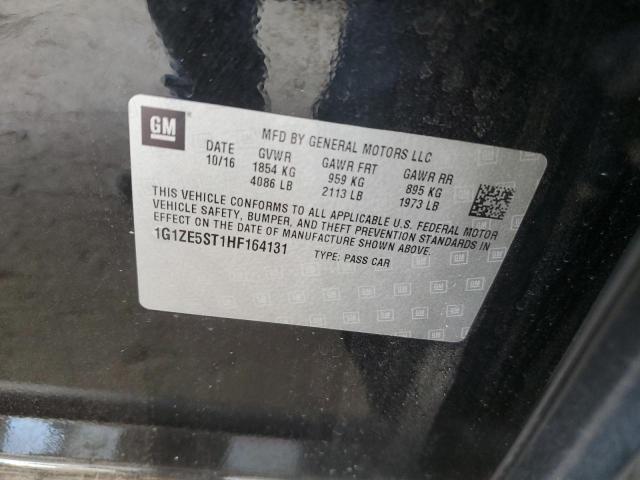 GM
MFD BY GENERAL MOTORS LLC
DATE GVWR GAWR FRT GAWR RR
10/16 1854 KG 959 KG 895 KG
4086 LB 2113 LB 1973 LB
THIS VEHICLE CONFORMS TO ALL APPLICABLE U.S. FEDERAL MOTOR
VEHICLE SAFETY, BUMPER, AND THEFT PREVENTION STANDARDS IN
EFFECT ON THE DATE OF MANUFACTURE SHOWN ABOVE.
1G1ZE5ST1HF164131 TYPE: PASS CAR